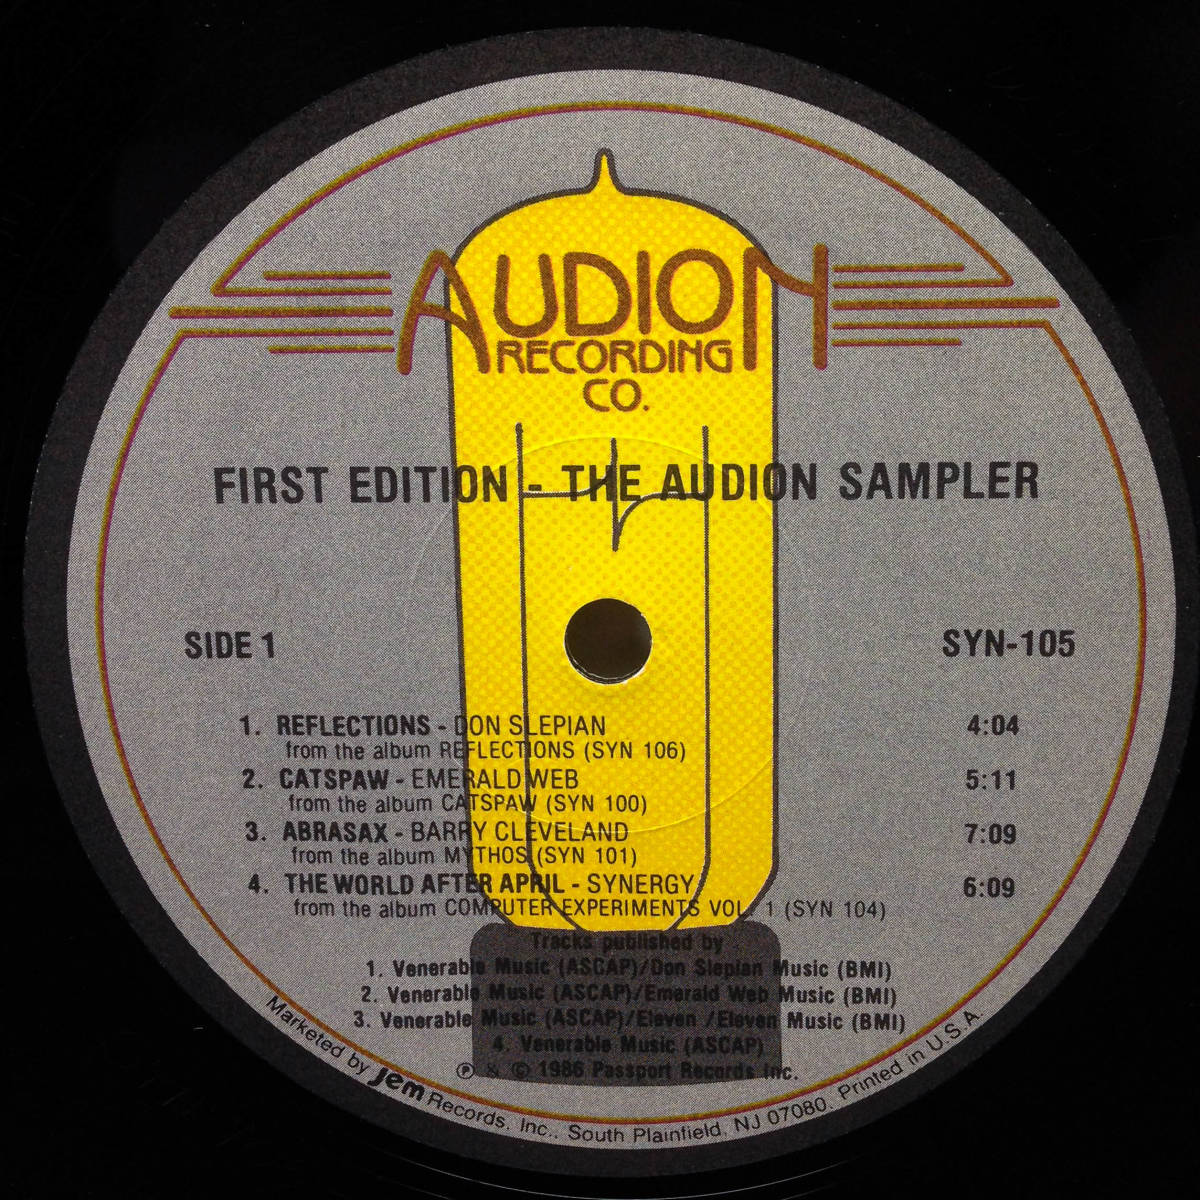 AUDION
RECORDING
CO.
FIRST EDITION - THE AUDION SAMPLER
SIDE 1
SYN-105
1. REFLECTIONS - DON SLEPIAN 4:04
from the album REFLECTIONS (SYN 106)
2. CATSPAW - EMERALD WEB 5:11
from the album CATSPAW (SYN 100)
3. ABRASAX - BARRY CLEVELAND 7:09
from the album MYTHOS (SYN 101)
4. THE WORLD AFTER APRIL - SYNERGY 6:09
from the album COMPUTER EXPERIMENTS VOL. 1 (SYN 104)
Tracks published by
1. Venerable Music (ASCAP)/Don Slepian Music (BMI)
2. Venerable Music (ASCAP)/Emerald Web Music (BMI)
3. Venerable Music (ASCAP)/Eleven /Eleven Music (BMI)
4. Venerable Music (ASCAP)
℗ & © 1986 Passport Records Inc.
Marketed by Jem Records, Inc., South Plainfield, NJ 07080. Printed in U.S.A.